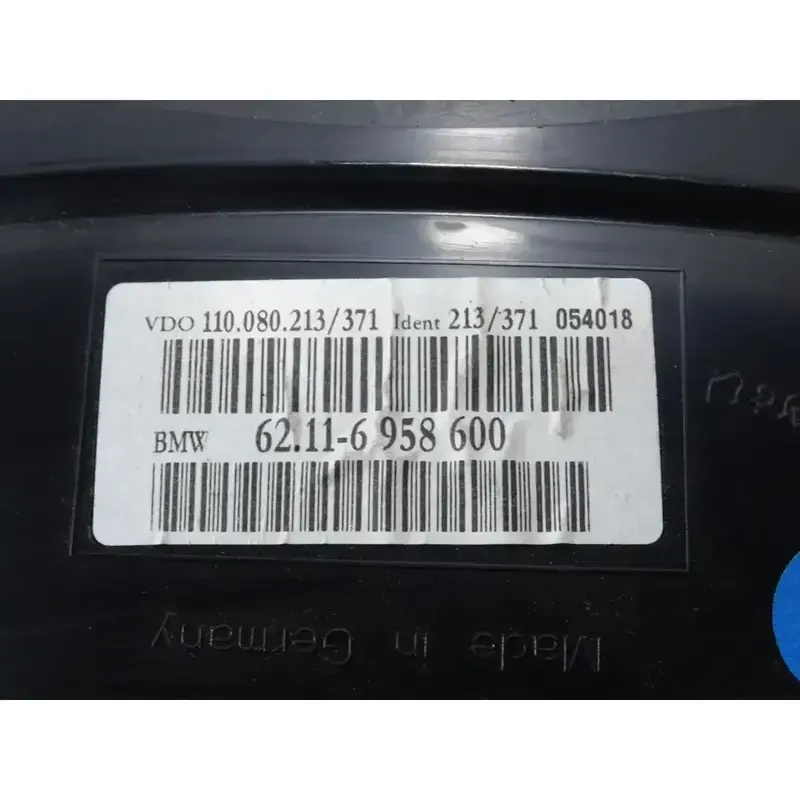 VDO 110.080.213/371 Ident 213/371 054018
BMW 62.11-6 958 600
Made in Germany